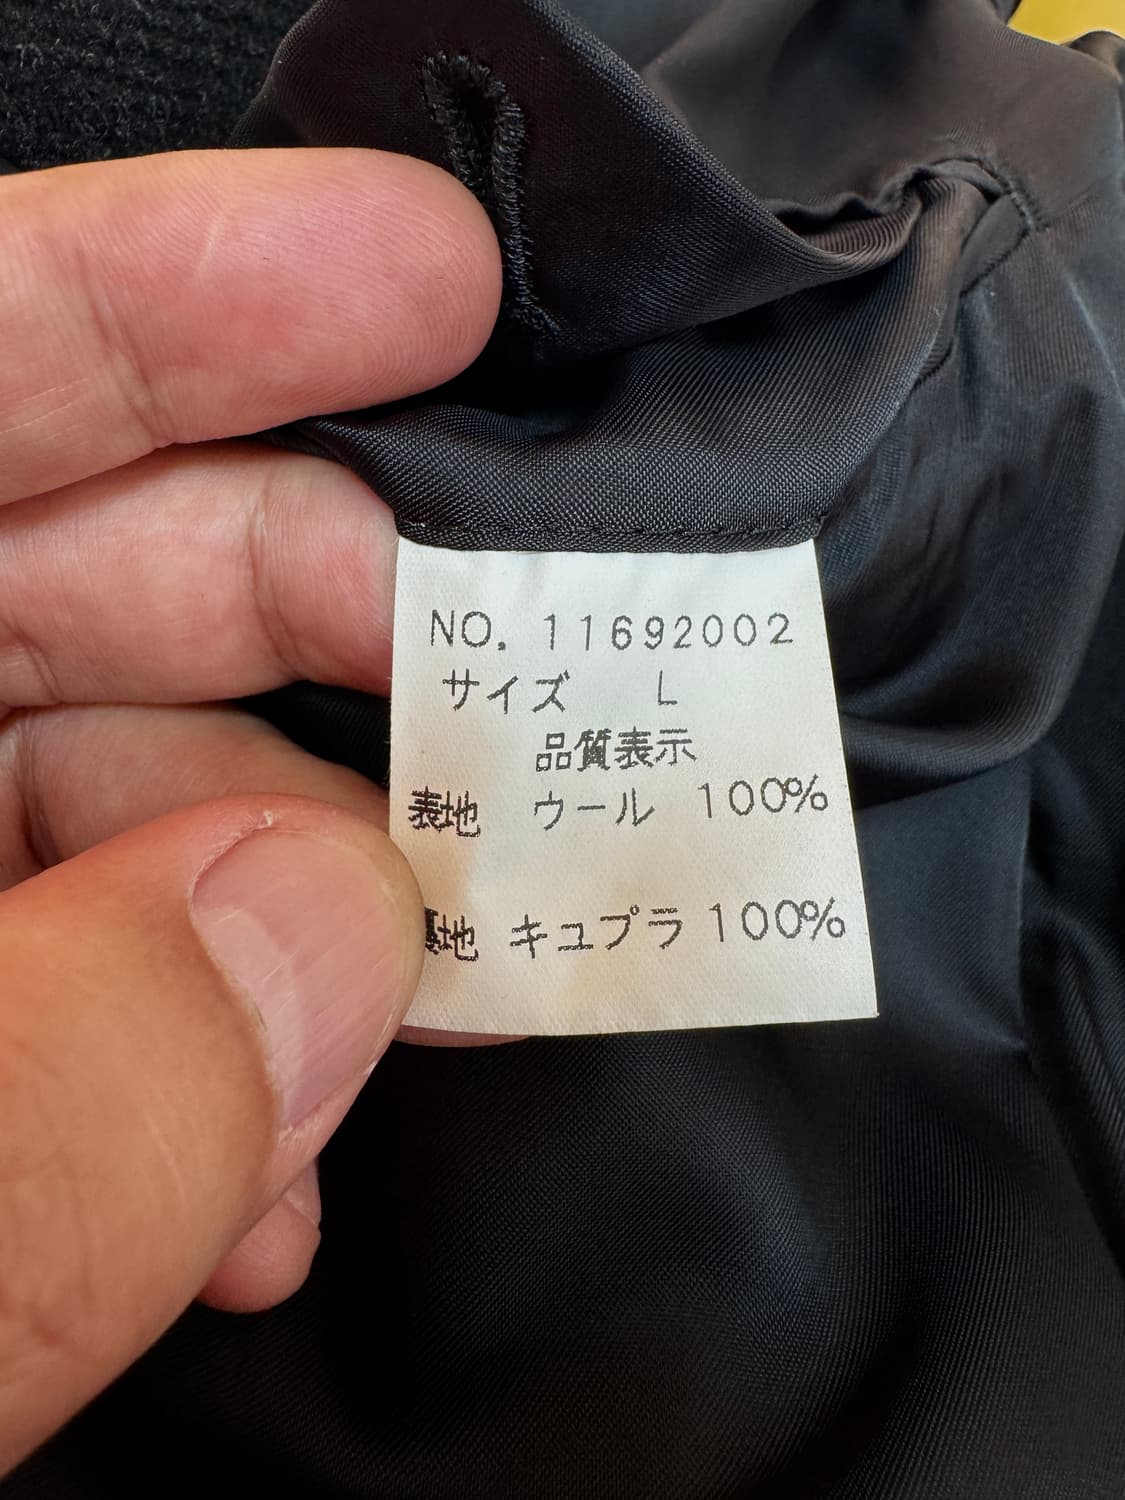 NO. 11692002
サイズ L
品質表示
表地 ウール 100%
裏地 キュプラ 100%